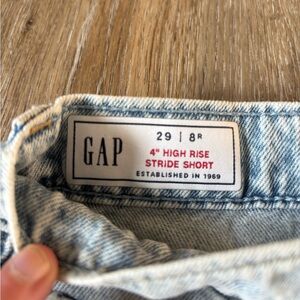 GAP
29 | 8R
4" HIGH RISE
STRIDE SHORT
ESTABLISHED IN 1969